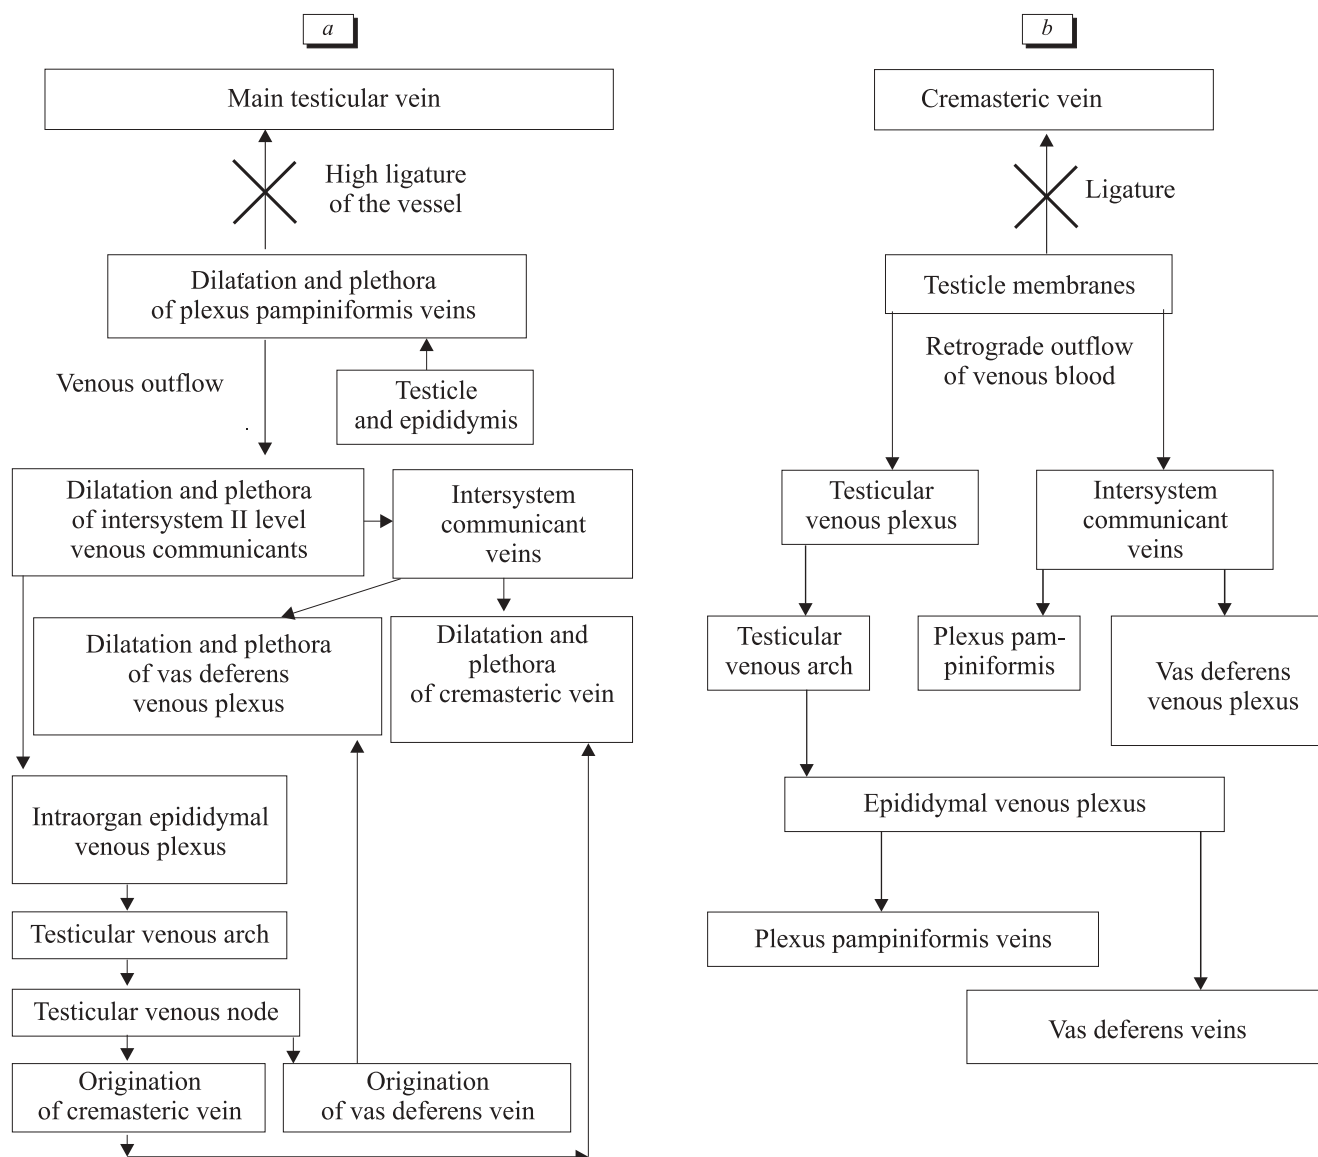 a
Main testicular vein
High ligature
of the vessel
Dilatation and plethora
of plexus pampiniformis veins
Venous outflow
Testicle
and epididymis
Dilatation and plethora
of intersystem II level
venous communicants
Intersystem
communicant
veins
Dilatation and plethora
of vas deferens
venous plexus
Dilatation and
plethora
of cremasteric vein
Intraorgan epididymal
venous plexus
Testicular venous arch
Testicular venous node
Origination
of cremasteric vein
Origination
of vas deferens vein
b
Cremasteric vein
Ligature
Testicle membranes
Retrograde outflow
of venous blood
Testicular
venous plexus
Intersystem
communicant
veins
Testicular
venous arch
Plexus pam-
piniformis
Vas deferens
venous plexus
Epididymal venous plexus
Plexus pampiniformis veins
Vas deferens veins